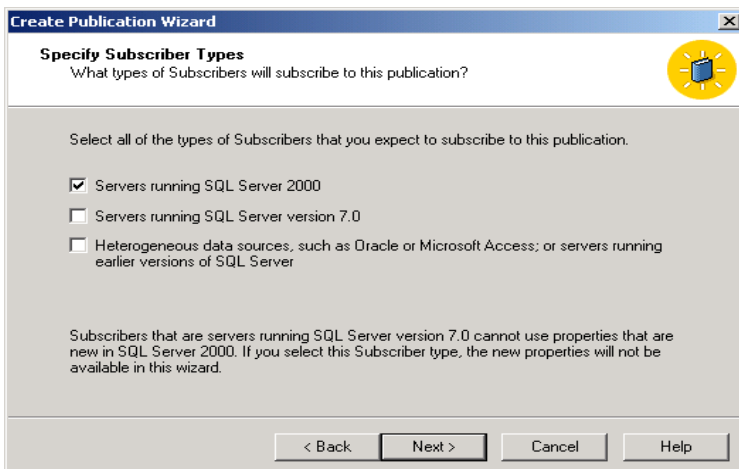 Create Publication Wizard
Specify Subscriber Types
What types of Subscribers will subscribe to this publication?
Select all of the types of Subscribers that you expect to subscribe to this publication.
Servers running SQL Server 2000
Servers running SQL Server version 7.0
Heterogeneous data sources, such as Oracle or Microsoft Access; or servers running
earlier versions of SQL Server
Subscribers that are servers running SQL Server version 7.0 cannot use properties that are
new in SQL Server 2000. If you select this Subscriber type, the new properties will not be
available in this wizard.
< Back Next > Cancel Help